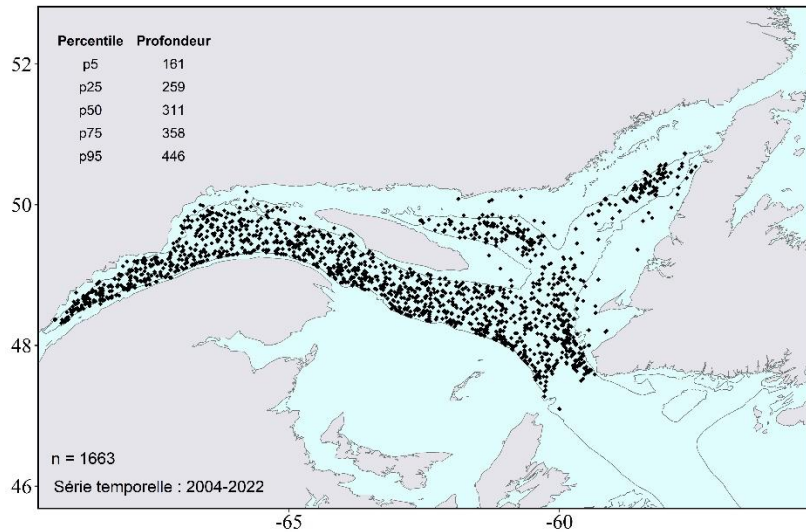 Percentile Profondeur
p5 161
p25 259
p50 311
p75 358
p95 446
52
50
48
46
n = 1663
Série temporelle : 2004-2022
-65 -60